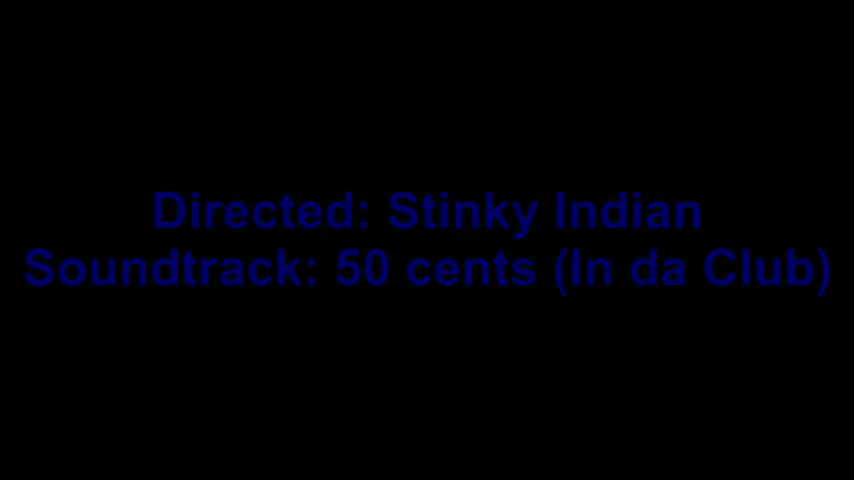 Directed: Stinky Indian
Soundtrack: 50 cents (In da Club)